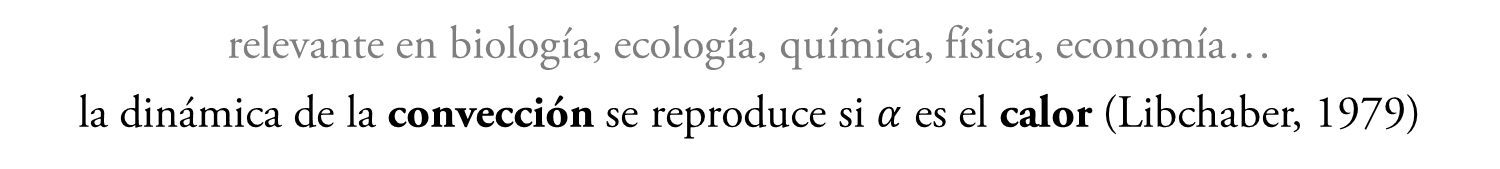 relevante en biología, ecología, química, física, economía…
la dinámica de la convección se reproduce si α es el calor (Libchaber, 1979)